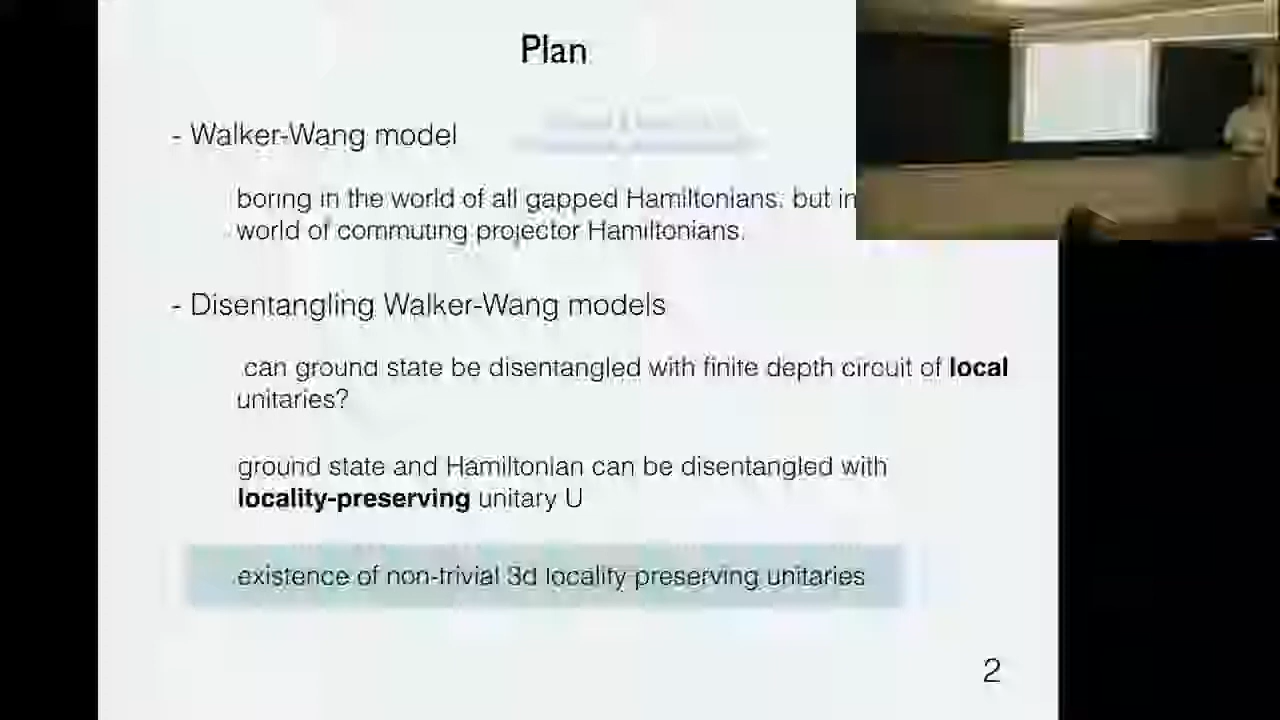 Plan
- Walker-Wang model
boring in the world of all gapped Hamiltonians, but in
world of commuting projector Hamiltonians.
- Disentangling Walker-Wang models
can ground state be disentangled with finite depth circuit of local
unitaries?
ground state and Hamiltonian can be disentangled with
locality-preserving unitary U
existence of non-trivial 3d locality preserving unitaries
2